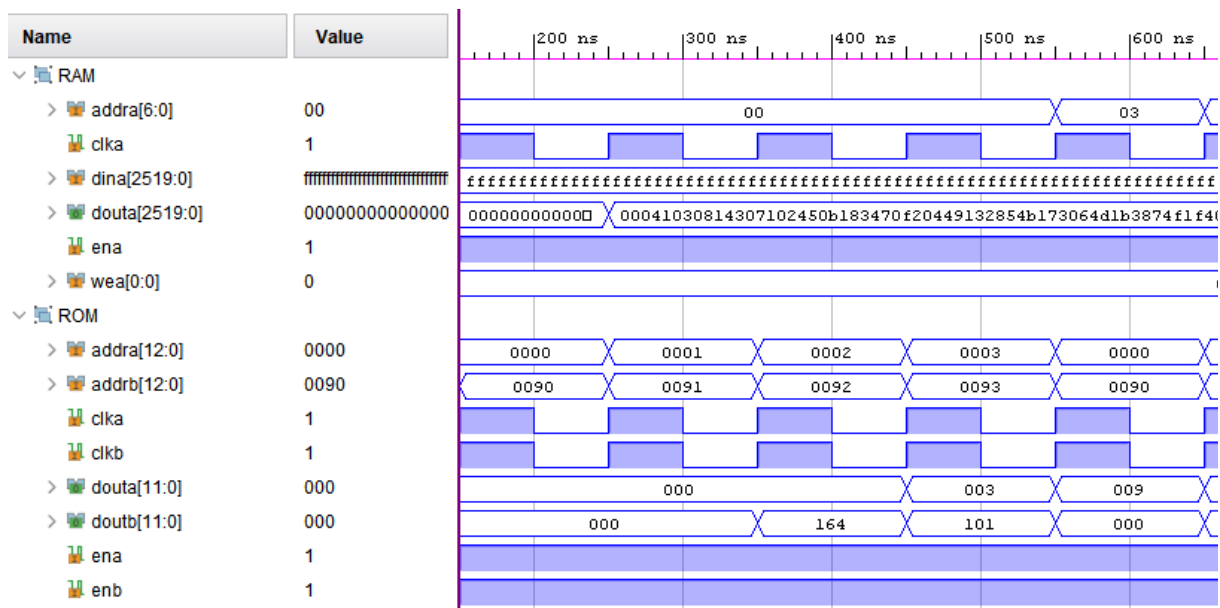 Name Value 200 ns 300 ns 400 ns 500 ns 600 ns
RAM
addra[6:0] 00 00 03
clka 1
dina[2519:0]
douta[2519:0] 00000000000000 000000000000 00041030814307102450b183470f20449132854b173064d1b3874f1f40
ena 1
wea[0:0] 0
ROM
addra[12:0] 0000 0000 0001 0002 0003 0000
addrb[12:0] 0090 0090 0091 0092 0093 0090
clka 1
clkb 1
douta[11:0] 000 000 003 009
doutb[11:0] 000 000 164 101 000
ena 1
enb 1